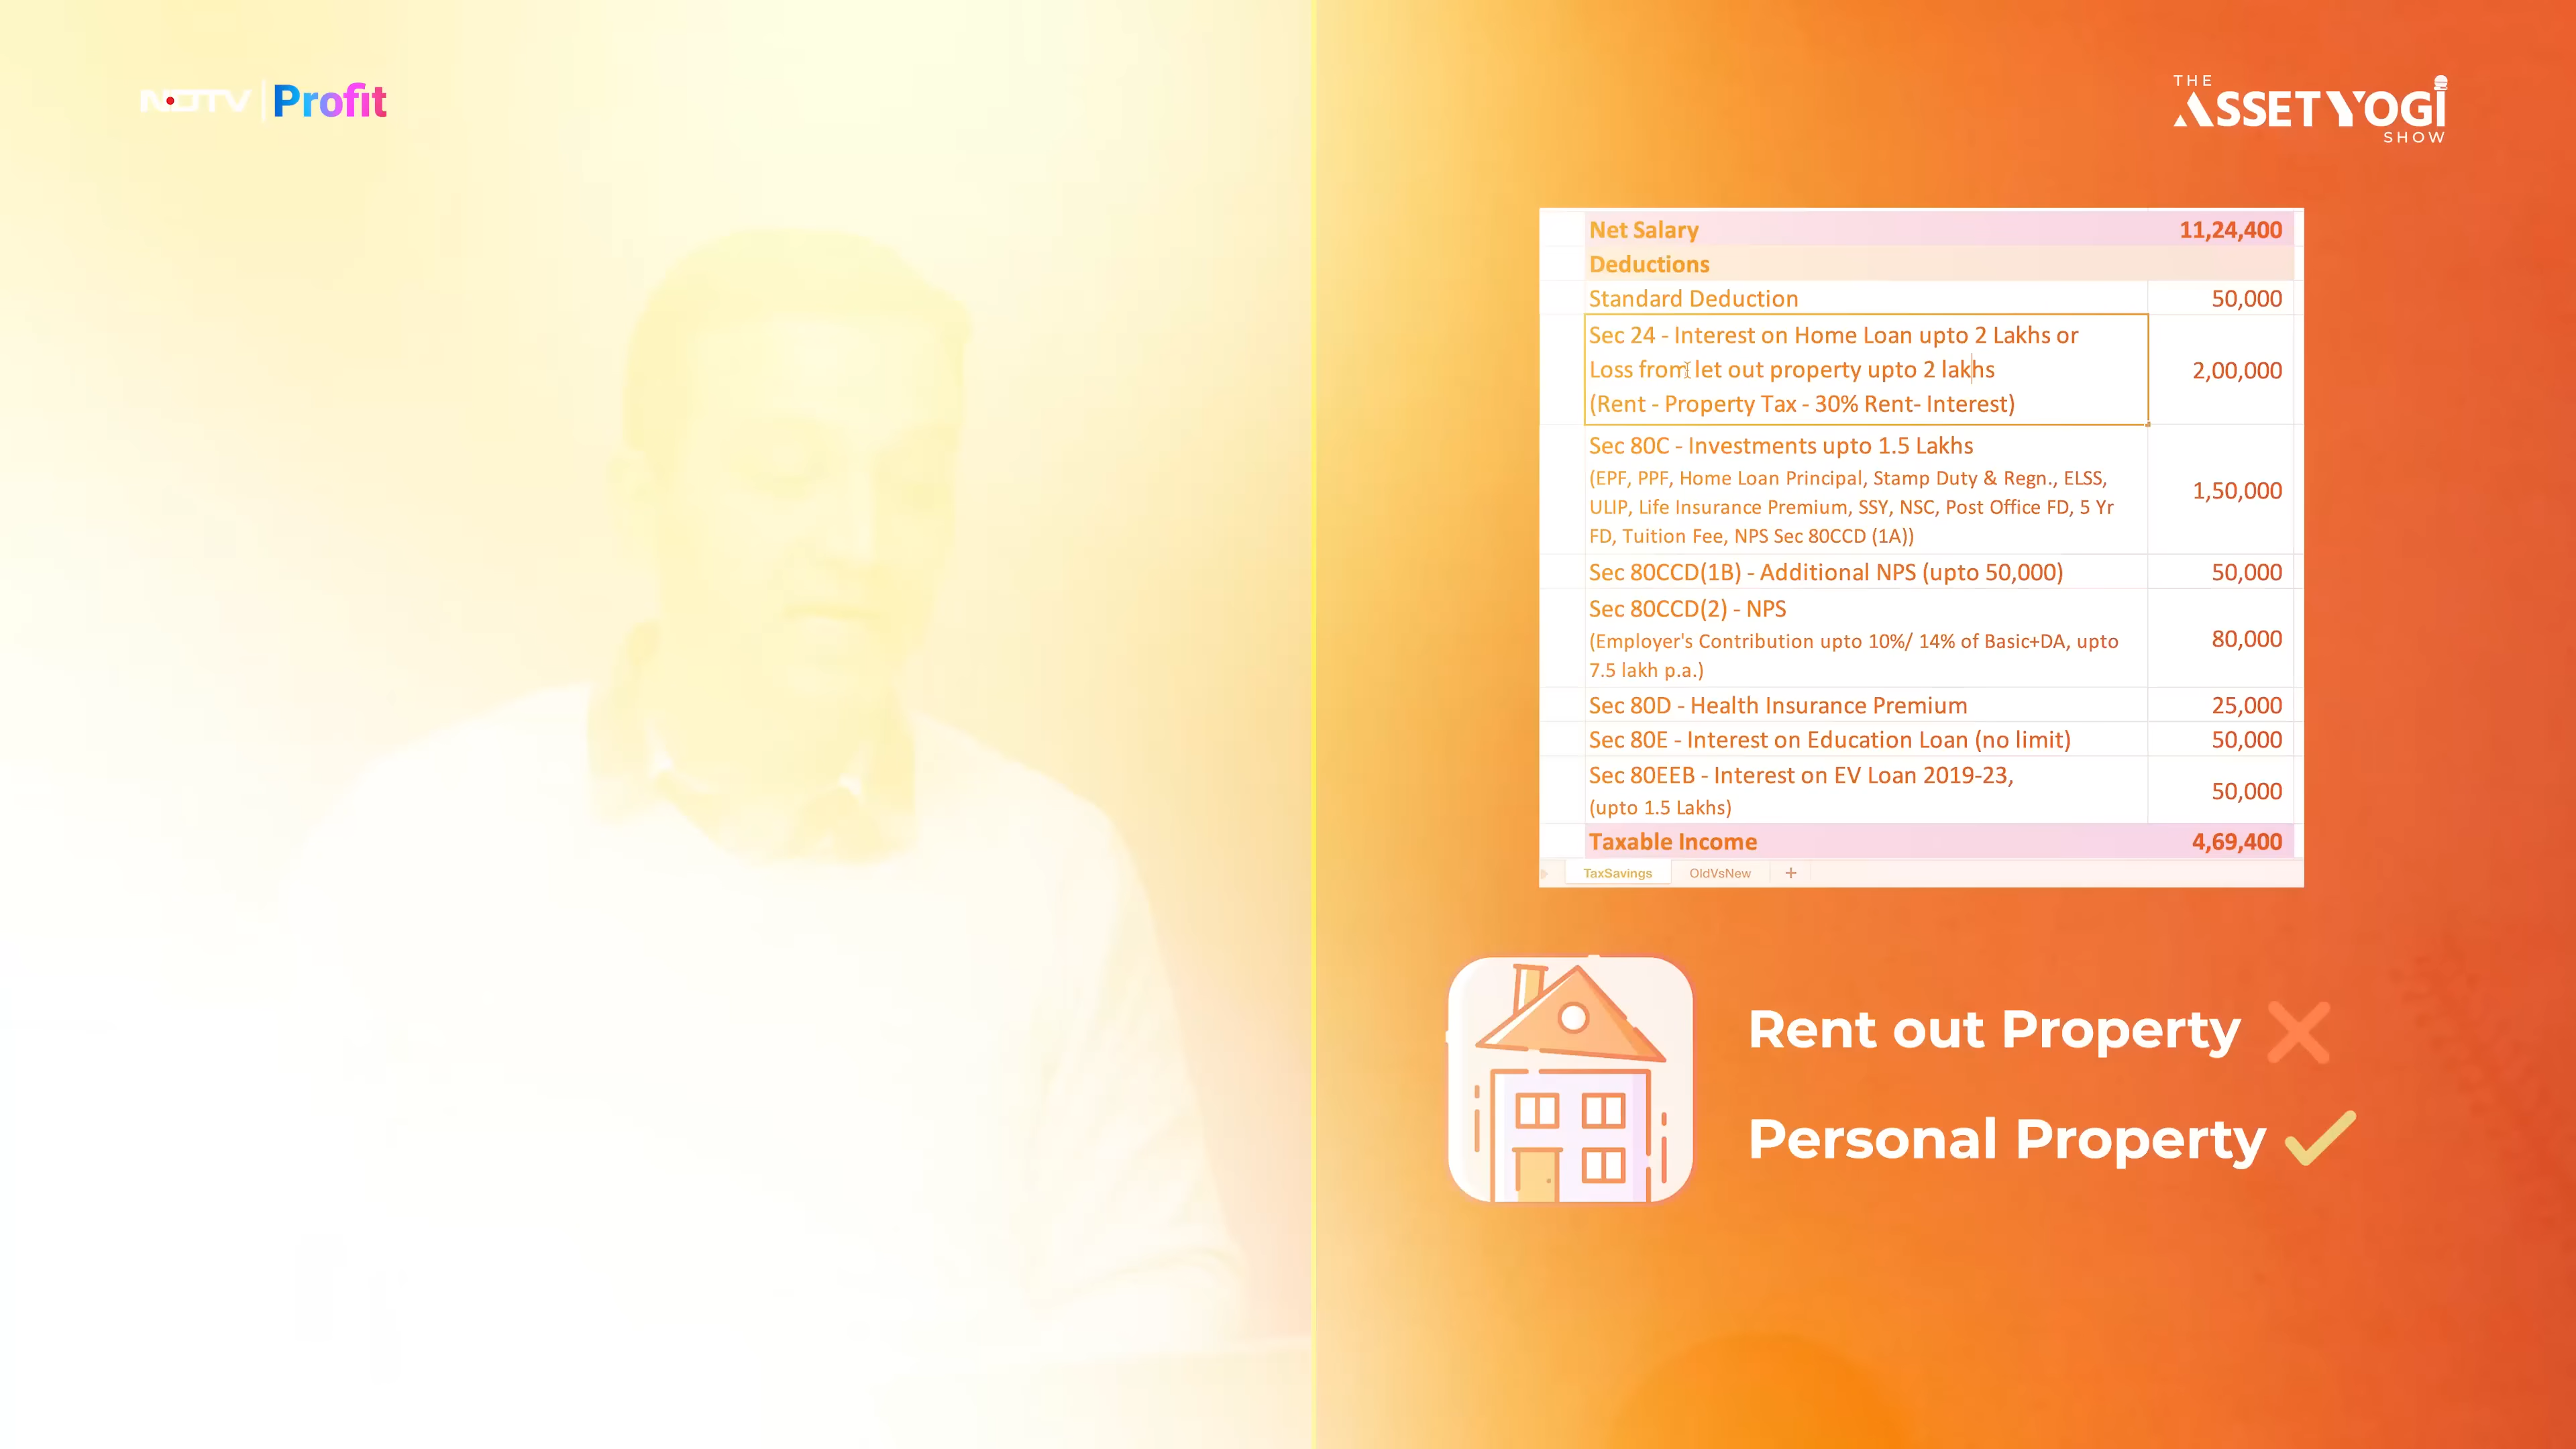 NDTV Profit
THE
ASSET YOGI
SHOW
Net Salary 11,24,400
Deductions
Standard Deduction 50,000
Sec 24 - Interest on Home Loan upto 2 Lakhs or
Loss from let out property upto 2 lakhs
(Rent - Property Tax - 30% Rent- Interest) 2,00,000
Sec 80C - Investments upto 1.5 Lakhs
(EPF, PPF, Home Loan Principal, Stamp Duty & Regn., ELSS,
ULIP, Life Insurance Premium, SSY, NSC, Post Office FD, 5 Yr
FD, Tuition Fee, NPS Sec 80CCD (1A)) 1,50,000
Sec 80CCD(1B) - Additional NPS (upto 50,000) 50,000
Sec 80CCD(2) - NPS
(Employer's Contribution upto 10%/ 14% of Basic+DA, upto
7.5 lakh p.a.) 80,000
Sec 80D - Health Insurance Premium 25,000
Sec 80E - Interest on Education Loan (no limit) 50,000
Sec 80EEB - Interest on EV Loan 2019-23,
(upto 1.5 Lakhs) 50,000
Taxable Income 4,69,400
TaxSavings OldVsNew +
Rent out Property
Personal Property